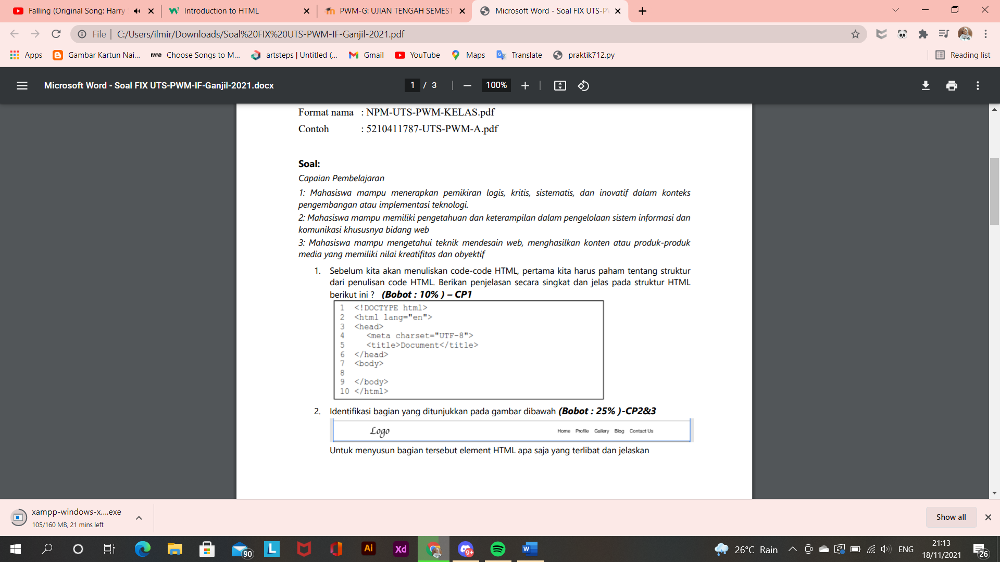 Falling (Original Song: Harry
Introduction to HTML
PWM-G: UJIAN TENGAH SEMEST
Microsoft Word - Soal FIX UTS-PW
File | C:/Users/ilmir/Downloads/Soal%20FIX%20UTS-PWM-IF-Ganjil-2021.pdf
Apps
Gambar Kartun Nai...
rave Choose Songs to M...
artsteps | Untitled (...
Gmail
YouTube
Maps
Translate
praktik712.py
Reading list
Microsoft Word - Soal FIX UTS-PWM-IF-Ganjil-2021.docx
1 / 3
100%
Format nama : NPM-UTS-PWM-KELAS.pdf
Contoh : 5210411787-UTS-PWM-A.pdf
Soal:
Capaian Pembelajaran
1: Mahasiswa mampu menerapkan pemikiran logis, kritis, sistematis, dan inovatif dalam konteks
pengembangan atau implementasi teknologi.
2: Mahasiswa mampu memiliki pengetahuan dan keterampilan dalam pengelolaan sistem informasi dan
komunikasi khususnya bidang web
3: Mahasiswa mampu mengetahui teknik mendesain web, menghasilkan konten atau produk-produk
media yang memiliki nilai kreatifitas dan obyektif
1. Sebelum kita akan menuliskan code-code HTML, pertama kita harus paham tentang struktur
dari penulisan code HTML. Berikan penjelasan secara singkat dan jelas pada struktur HTML
berikut ini ? (Bobot : 10% ) – CP1
1 <!DOCTYPE html>
2 <html lang="en">
3 <head>
4 <meta charset="UTF-8">
5 <title>Document</title>
6 </head>
7 <body>
8
9 </body>
10 </html>
2. Identifikasi bagian yang ditunjukkan pada gambar dibawah (Bobot : 25% )-CP2&3
Logo
Home Profile Gallery Blog Contact Us
Untuk menyusun bagian tersebut element HTML apa saja yang terlibat dan jelaskan
xampp-windows-x....exe
105/160 MB, 21 mins left
Show all
90
L
Ai
Xd
9+
W
26°C Rain
ENG
21:13
18/11/2021
26